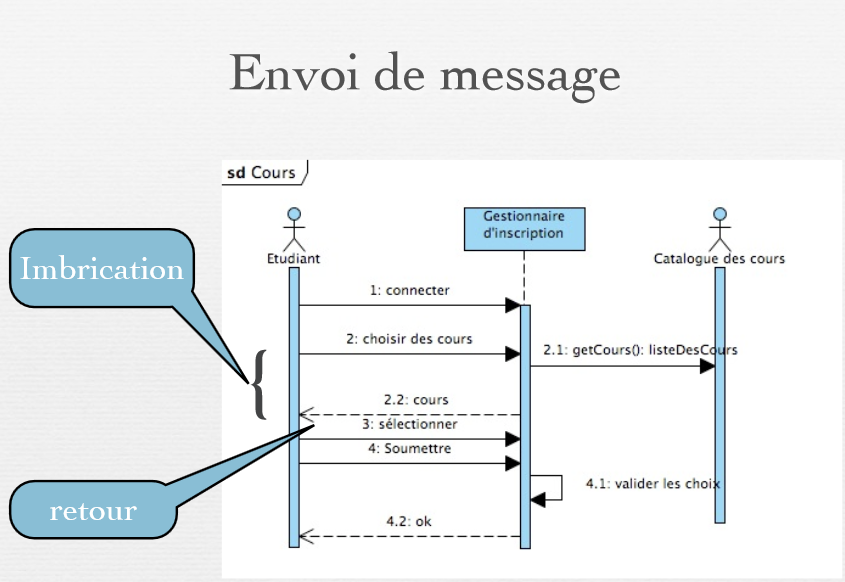 Envoi de message
sd Cours
Gestionnaire
d'inscription
Etudiant
Catalogue des cours
Imbrication
1: connecter
2: choisir des cours
2.1: getCours(): listeDesCours
{
2.2: cours
3: sélectionner
4: Soumettre
4.1: valider les choix
retour
4.2: ok